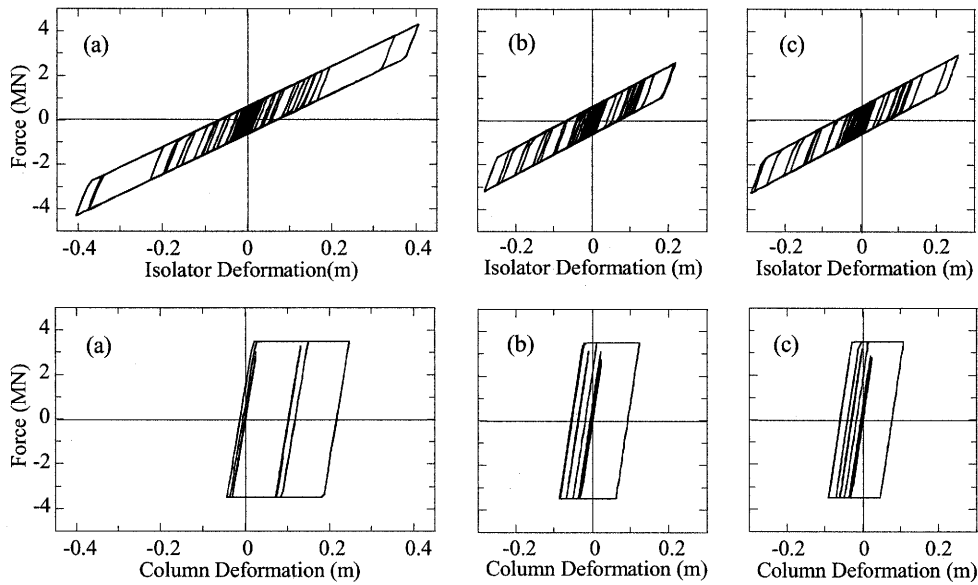 (a) (b) (c)
Force (MN)
4
2
0
-2
-4
-0.4 -0.2 0 0.2 0.4 -0.2 0 0.2 -0.2 0 0.2
Isolator Deformation(m) Isolator Deformation (m) Isolator Deformation (m)
(a) (b) (c)
Force (MN)
4
2
0
-2
-4
-0.4 -0.2 0 0.2 0.4 -0.2 0 0.2 -0.2 0 0.2
Column Deformation (m) Column Deformation (m) Column Deformation (m)